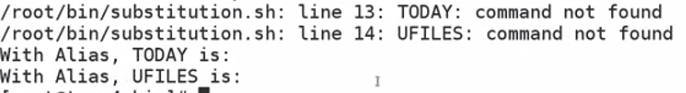 /root/bin/substitution.sh: line 13: TODAY: command not found
/root/bin/substitution.sh: line 14: UFILES: command not found
With Alias, TODAY is:
With Alias, UFILES is: